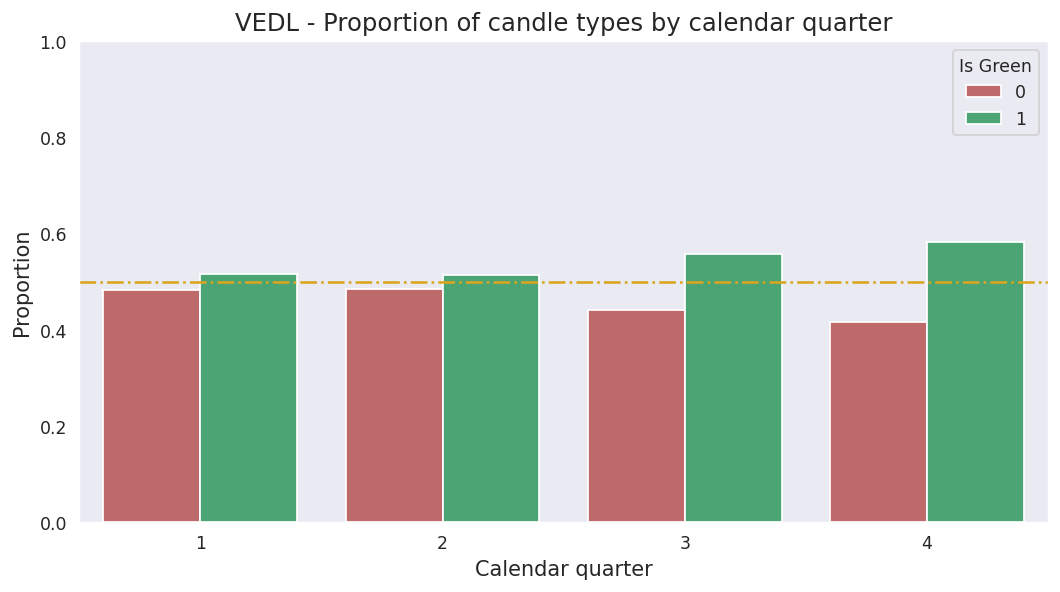 VEDL - Proportion of candle types by calendar quarter
1.0
0.8
0.6
0.4
0.2
0.0
Proportion
Is Green
0
1
1 2 3 4
Calendar quarter